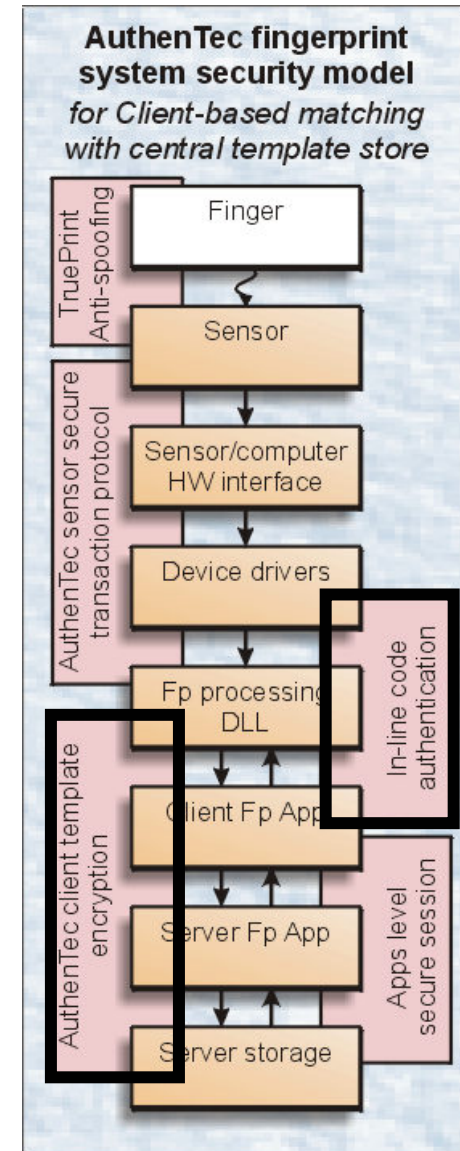 AuthenTec fingerprint
system security model
for Client-based matching
with central template store
TruePrint
Anti-spoofing
Finger
Sensor
AuthenTec sensor secure
transaction protocol
Sensor/computer
HW interface
Device drivers
Fp processing
DLL
In-line code
authentication
AuthenTec client template
encryption
Client Fp App
Server Fp App
Server storage
Apps level
secure session